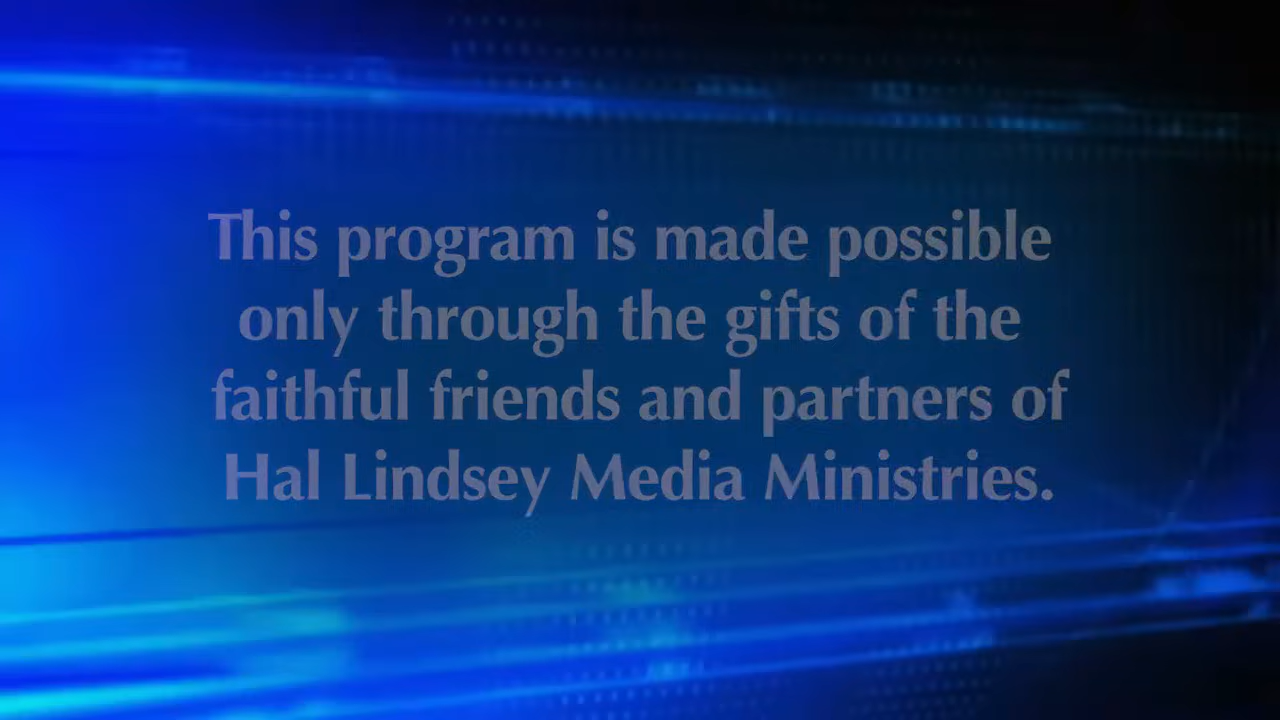 This program is made possible
only through the gifts of the
faithful friends and partners of
Hal Lindsey Media Ministries.